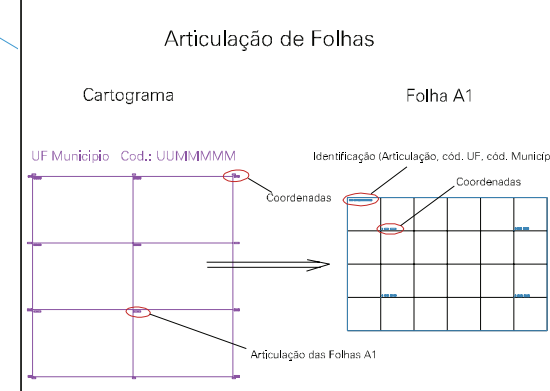 Articulação de Folhas
Cartograma
Folha A1
UF Municipio Cod.: UUMMMMM
Identificação (Articulação, cód. UF, cód. Municíp
Coordenadas
Coordenadas
Articulação das Folhas A1